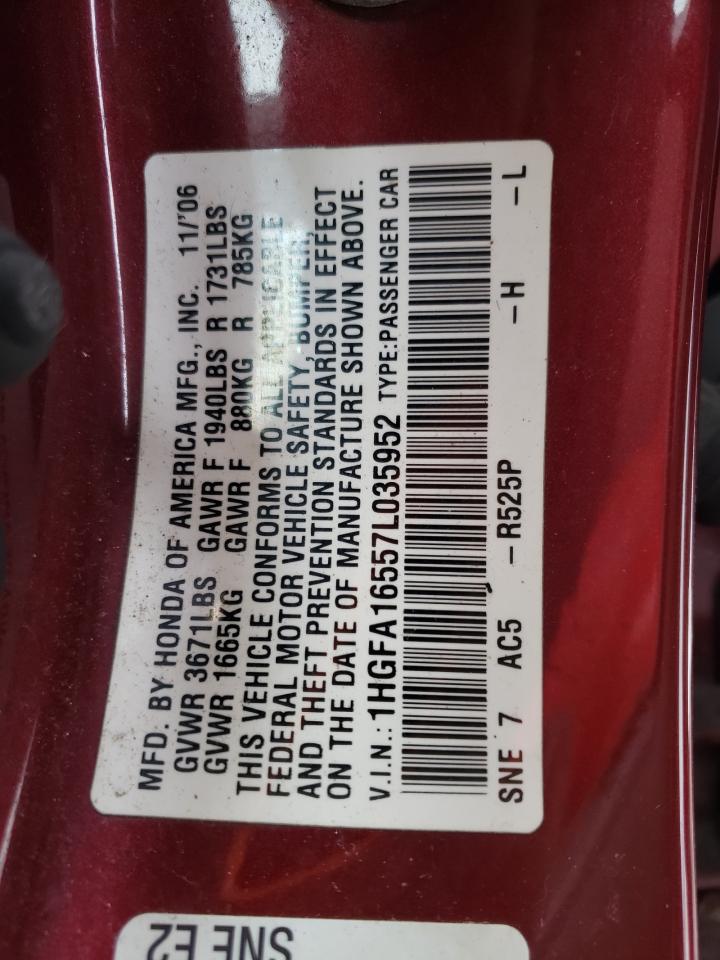 MFD. BY HONDA OF AMERICA MFG., INC. 11/'06
GVWR 3671LBS GAWR F 1940LBS R 1731LBS
GVWR 1665KG GAWR F 880KG R 785KG
THIS VEHICLE CONFORMS TO ALL APPLICABLE
FEDERAL MOTOR VEHICLE SAFETY, BUMPER,
AND THEFT PREVENTION STANDARDS IN EFFECT
ON THE DATE OF MANUFACTURE SHOWN ABOVE.
V.I.N.: 1HGFA16557L035952 TYPE:PASSENGER CAR
SNE 7 AC5 -R525P -H -L
SNE E2